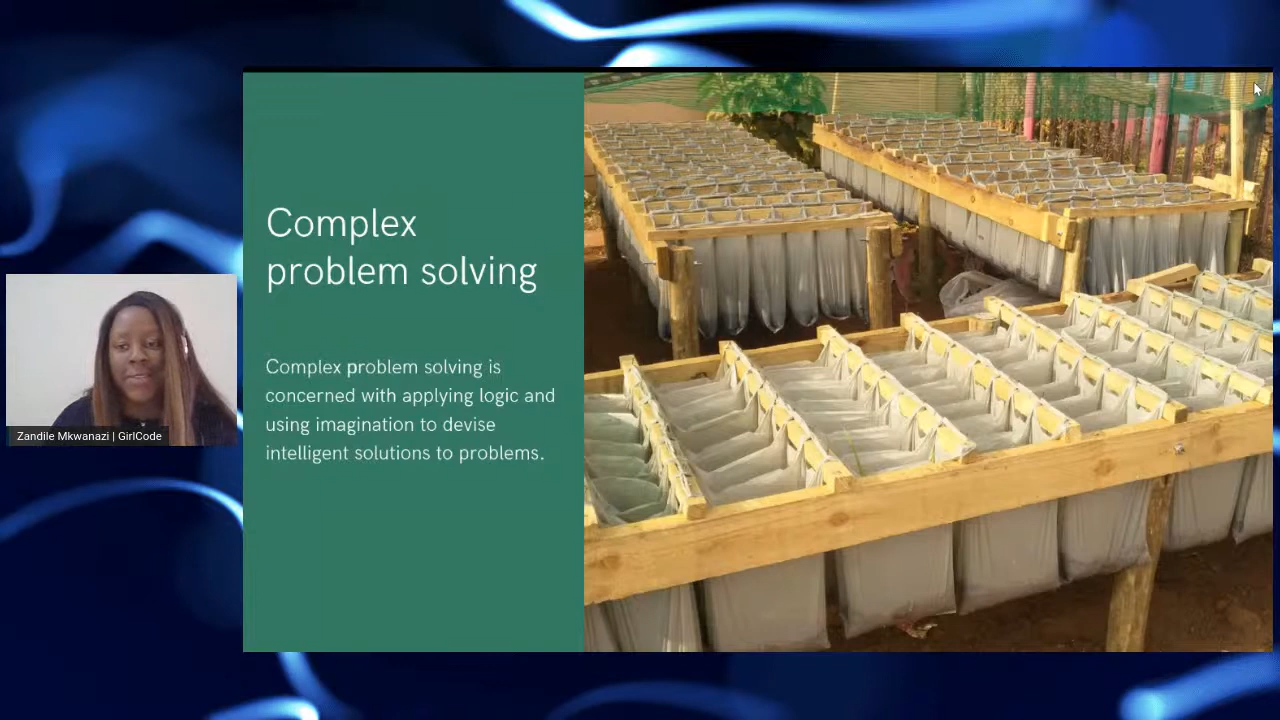 Complex
problem solving
Complex problem solving is
concerned with applying logic and
using imagination to devise
intelligent solutions to problems.
Zandile Mkwanazi | GirlCode